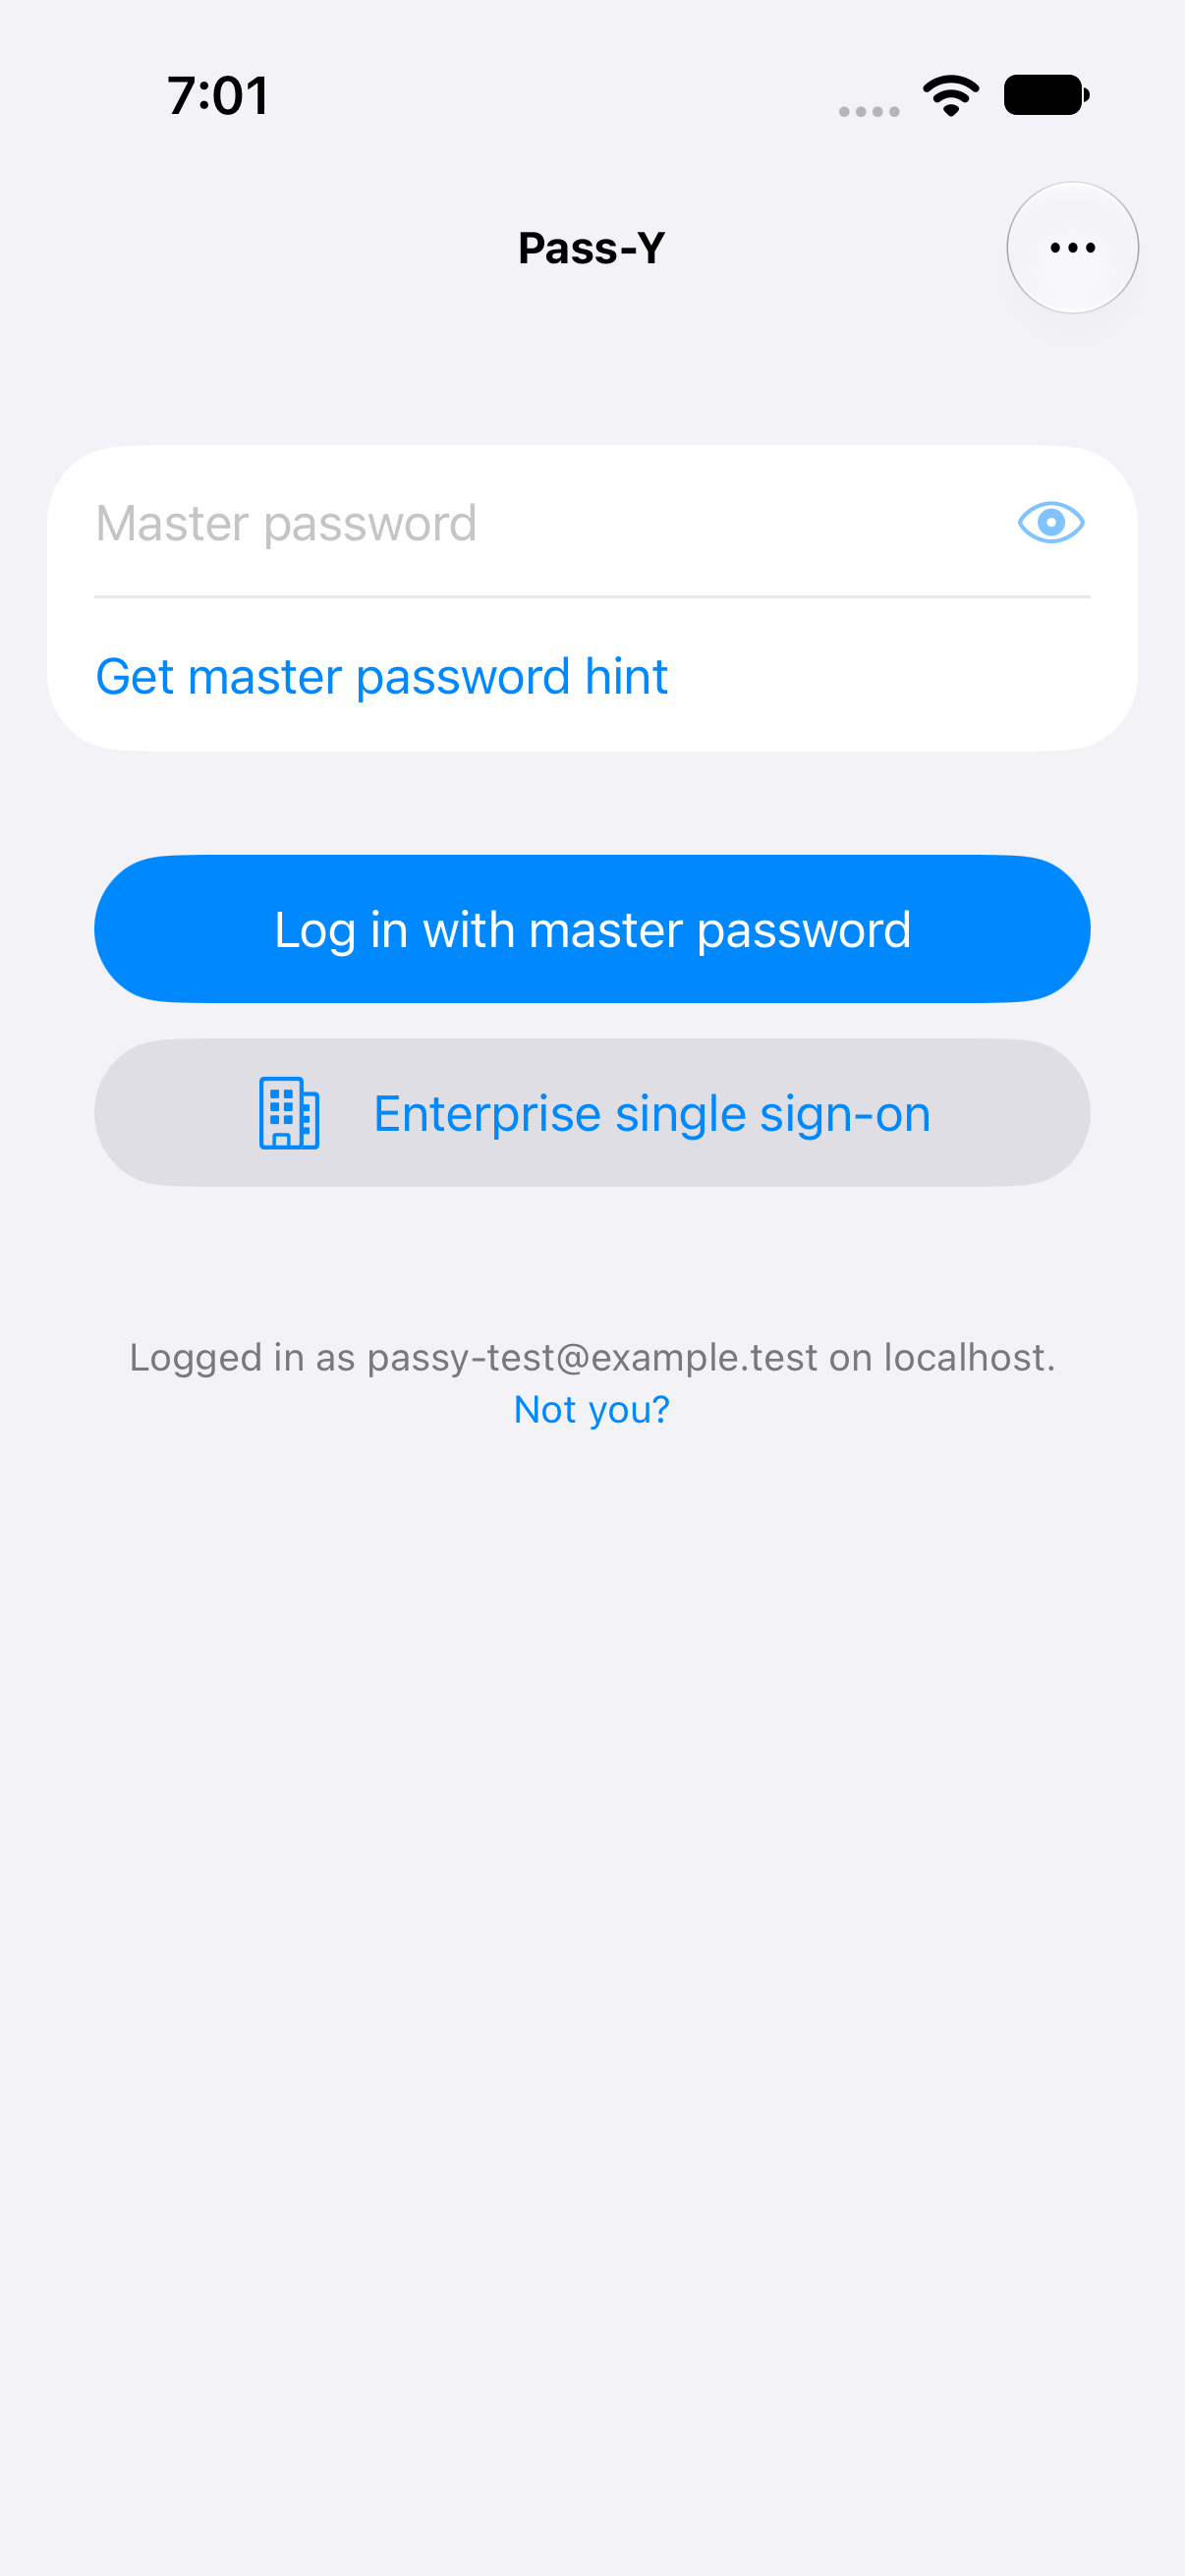 7:01
Pass-Y
Master password
Get master password hint
Log in with master password
Enterprise single sign-on
Logged in as passy-test@example.test on localhost.
Not you?